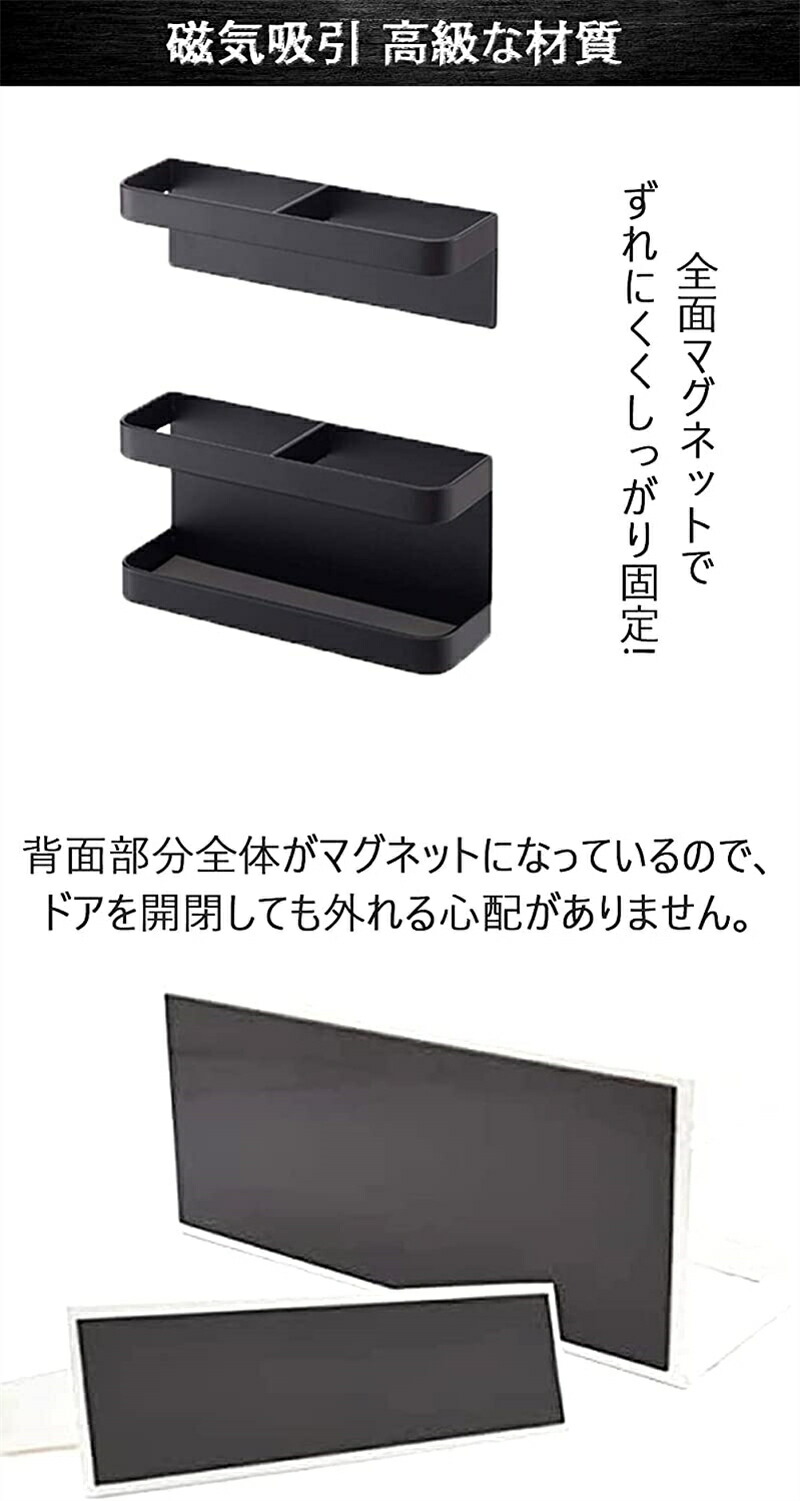 磁気吸引 高級な材質
全面マグネットで
ずれにくくしっがり固定!
背面部分全体がマグネットになっているので、
ドアを開閉しても外れる心配がありません。